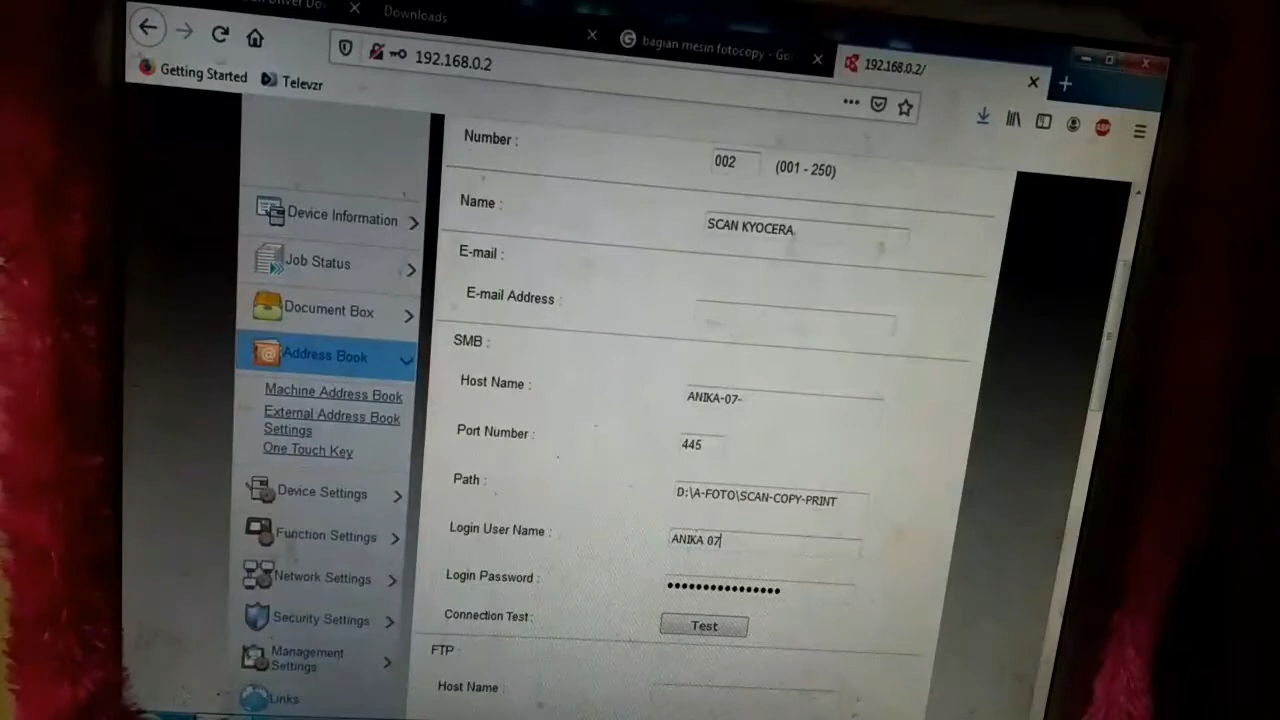 Downloads
bagian mesin fotocopy - Go
192.168.0.2/
192.168.0.2
Getting Started
Televzr
ABP
Number :
002
(001 - 250)
Name :
SCAN KYOCERA
E-mail :
E-mail Address :
SMB :
Host Name :
ANIKA-07-
Port Number :
445
Path :
D:\A-FOTO\SCAN-COPY-PRINT
Login User Name :
ANIKA 07
Login Password :
••••••••••••••••
Connection Test :
Test
FTP
Host Name :
Device Information
Job Status
Document Box
Address Book
Machine Address Book
External Address Book
Settings
One Touch Key
Device Settings
Function Settings
Network Settings
Security Settings
Management
Settings
Links